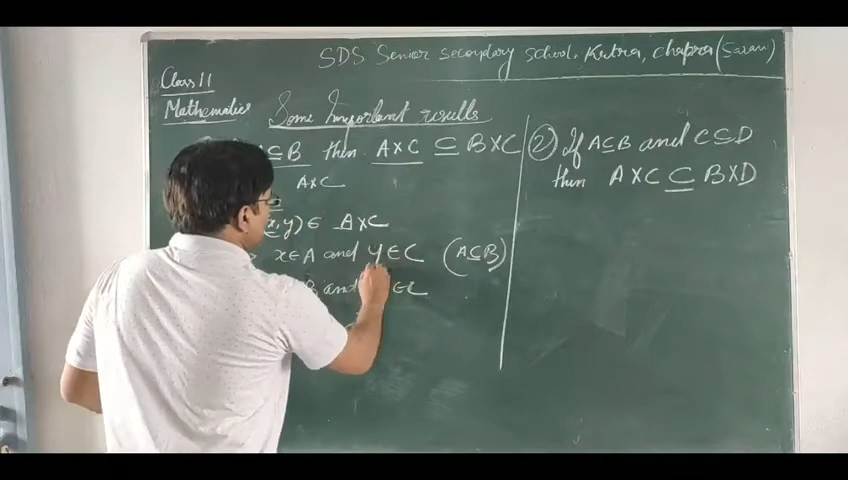 SDS Senior secondary school, Kutra, chapra (Saran)
Class 11
Mathematics
Some Important results
⊆ B then A×C ⊆ B×C
A×C
x, y) ∈ A×C
x∈A and y∈C (A⊆B)
B and ∈C
2) If A⊆B and C⊆D
then A×C ⊆ B×D